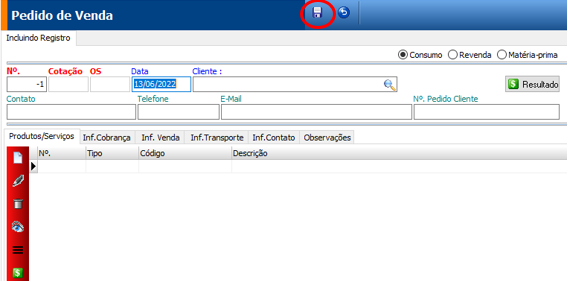 Pedido de Venda
Incluindo Registro
Consumo Revenda Matéria-prima
Nº. Cotação OS Data Cliente :
-1 13/06/2022 $ Resultado
Contato Telefone E-Mail Nº. Pedido Cliente
Produtos/Serviços Inf.Cobrança Inf. Venda Inf.Transporte Inf.Contato Observações
Nº. Tipo Código Descrição
$